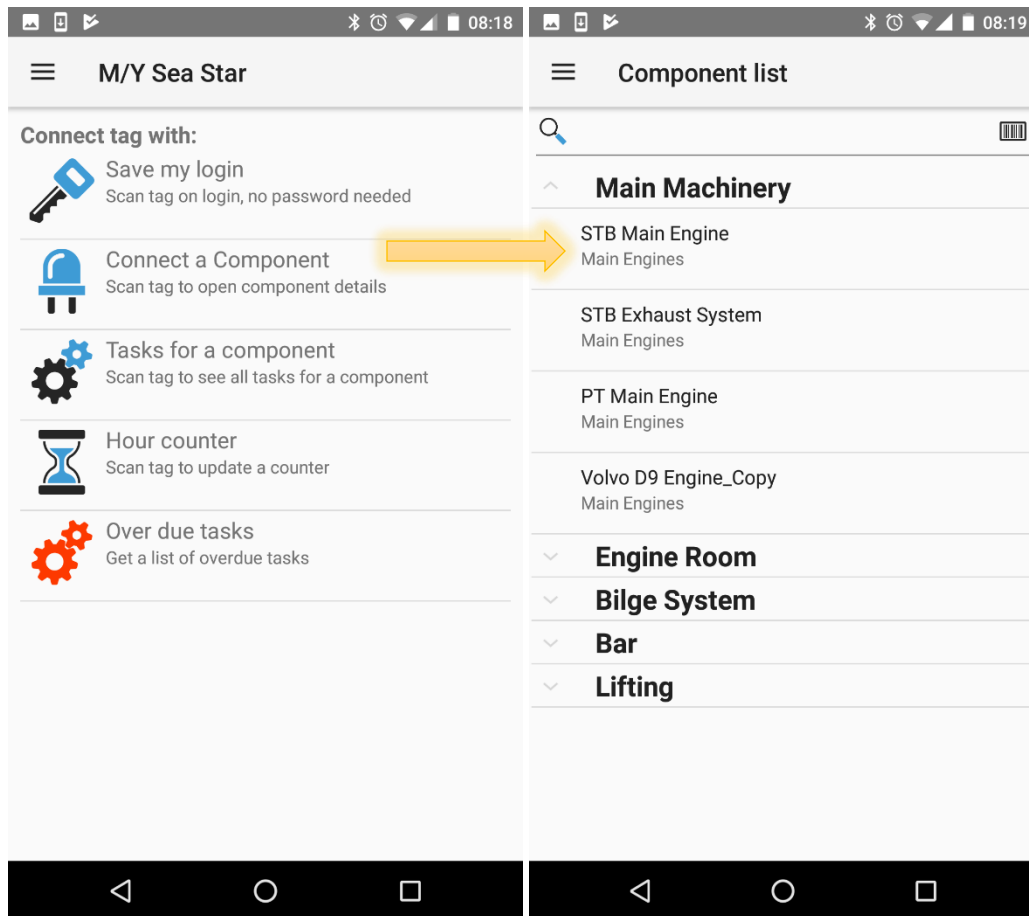 08:18
M/Y Sea Star
Connect tag with:
Save my login
Scan tag on login, no password needed
Connect a Component
Scan tag to open component details
Tasks for a component
Scan tag to see all tasks for a component
Hour counter
Scan tag to update a counter
Over due tasks
Get a list of overdue tasks
08:19
Component list
Main Machinery
STB Main Engine
Main Engines
STB Exhaust System
Main Engines
PT Main Engine
Main Engines
Volvo D9 Engine_Copy
Main Engines
Engine Room
Bilge System
Bar
Lifting